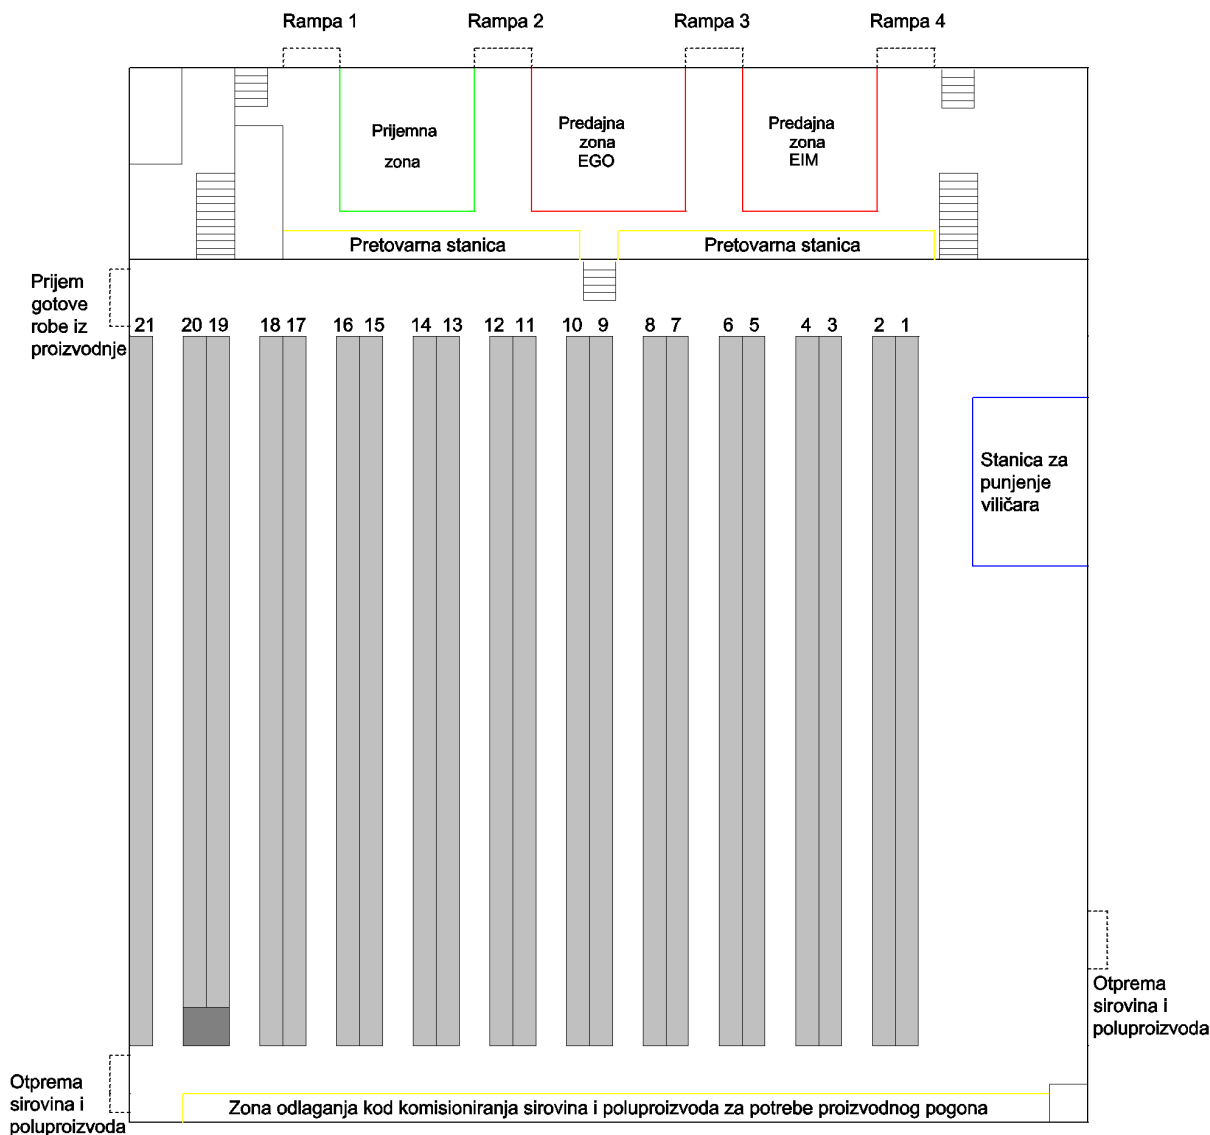 Rampa 1
Rampa 2
Rampa 3
Rampa 4
Prijemna
zona
Predajna
zona
EGO
Predajna
zona
EIM
Pretovarna stanica
Pretovarna stanica
Prijem
gotove
robe iz
proizvodnje
21 20 19 18 17 16 15 14 13 12 11 10 9 8 7 6 5 4 3 2 1
Stanica za
punjenje
viličara
Otprema
sirovina i
poluproizvoda
Otprema
sirovina i
poluproizvoda
Zona odlaganja kod komisioniranja sirovina i poluproizvoda za potrebe proizvodnog pogona